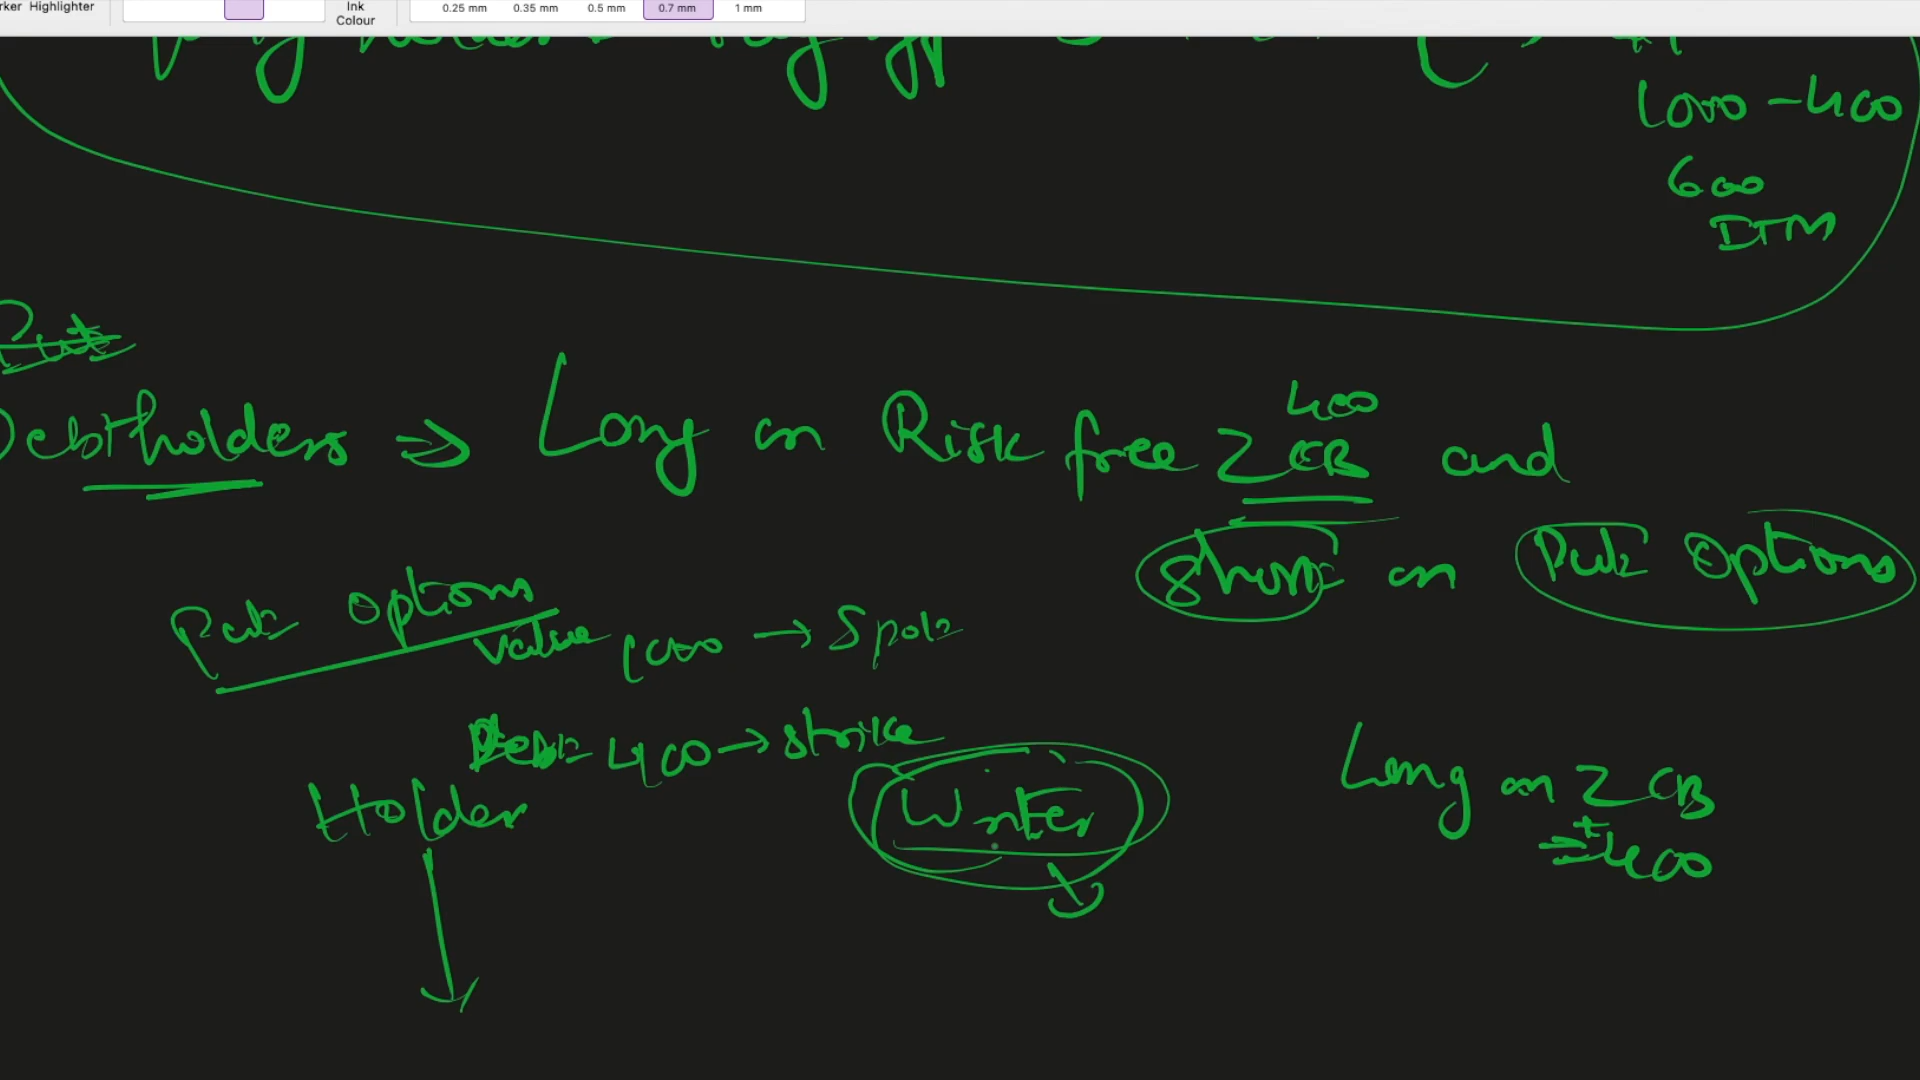 Highlighter
Ink
Colour
0.25 mm 0.35 mm 0.5 mm 0.7 mm 1 mm
1000 - 400
600
DTM
Put
Debtholders ⇒ Long on Risk free ZCB and
400
Short on Put Options
Put options
Value 1000 → Spot
Debt 400 → strike
Holder
Writer
Long on ZCB
⇒ +400